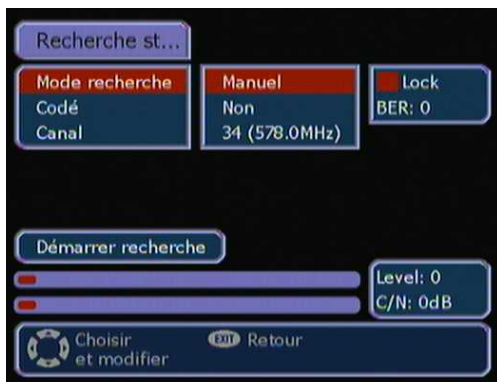 Recherche st...
Mode recherche Manuel Lock
Codé Non BER: 0
Canal 34 (578.0MHz)
Démarrer recherche
Level: 0
C/N: 0dB
Choisir EXIT Retour
et modifier